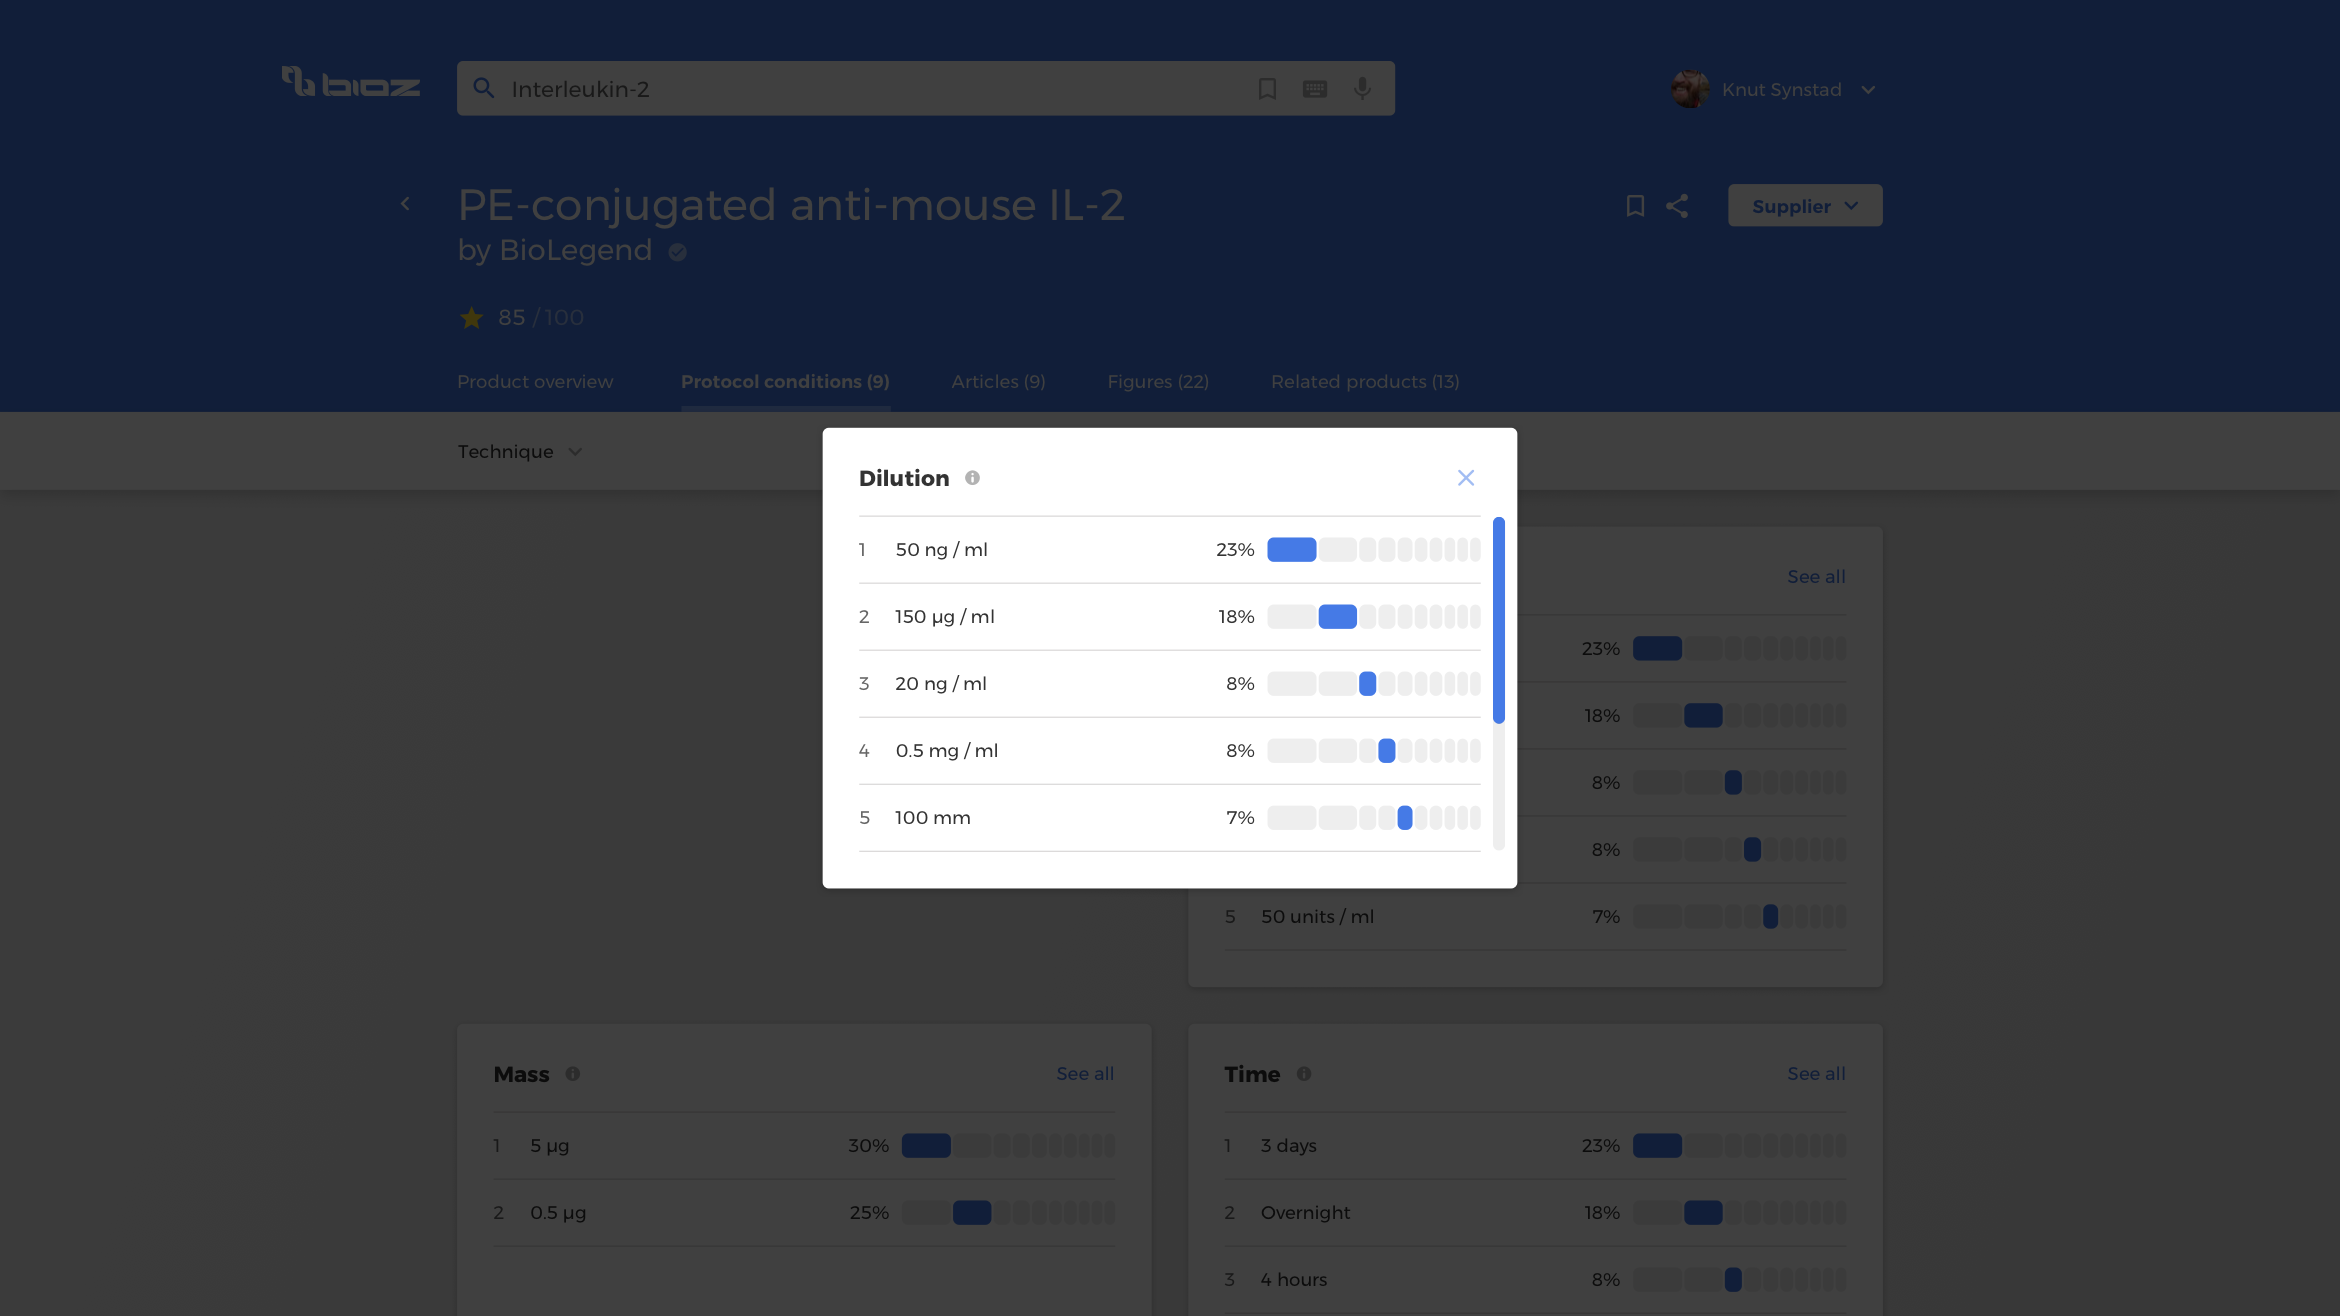 bioz
Interleukin-2
Knut Synstad
PE-conjugated anti-mouse IL-2
by BioLegend
Supplier
85 / 100
Product overview
Protocol conditions (9)
Articles (9)
Figures (22)
Related products (13)
Technique
Dilution
1 50 ng / ml 23%
2 150 µg / ml 18%
3 20 ng / ml 8%
4 0.5 mg / ml 8%
5 100 mm 7%
See all
23%
18%
8%
8%
5 50 units / ml 7%
Mass
See all
1 5 µg 30%
2 0.5 µg 25%
Time
See all
1 3 days 23%
2 Overnight 18%
3 4 hours 8%